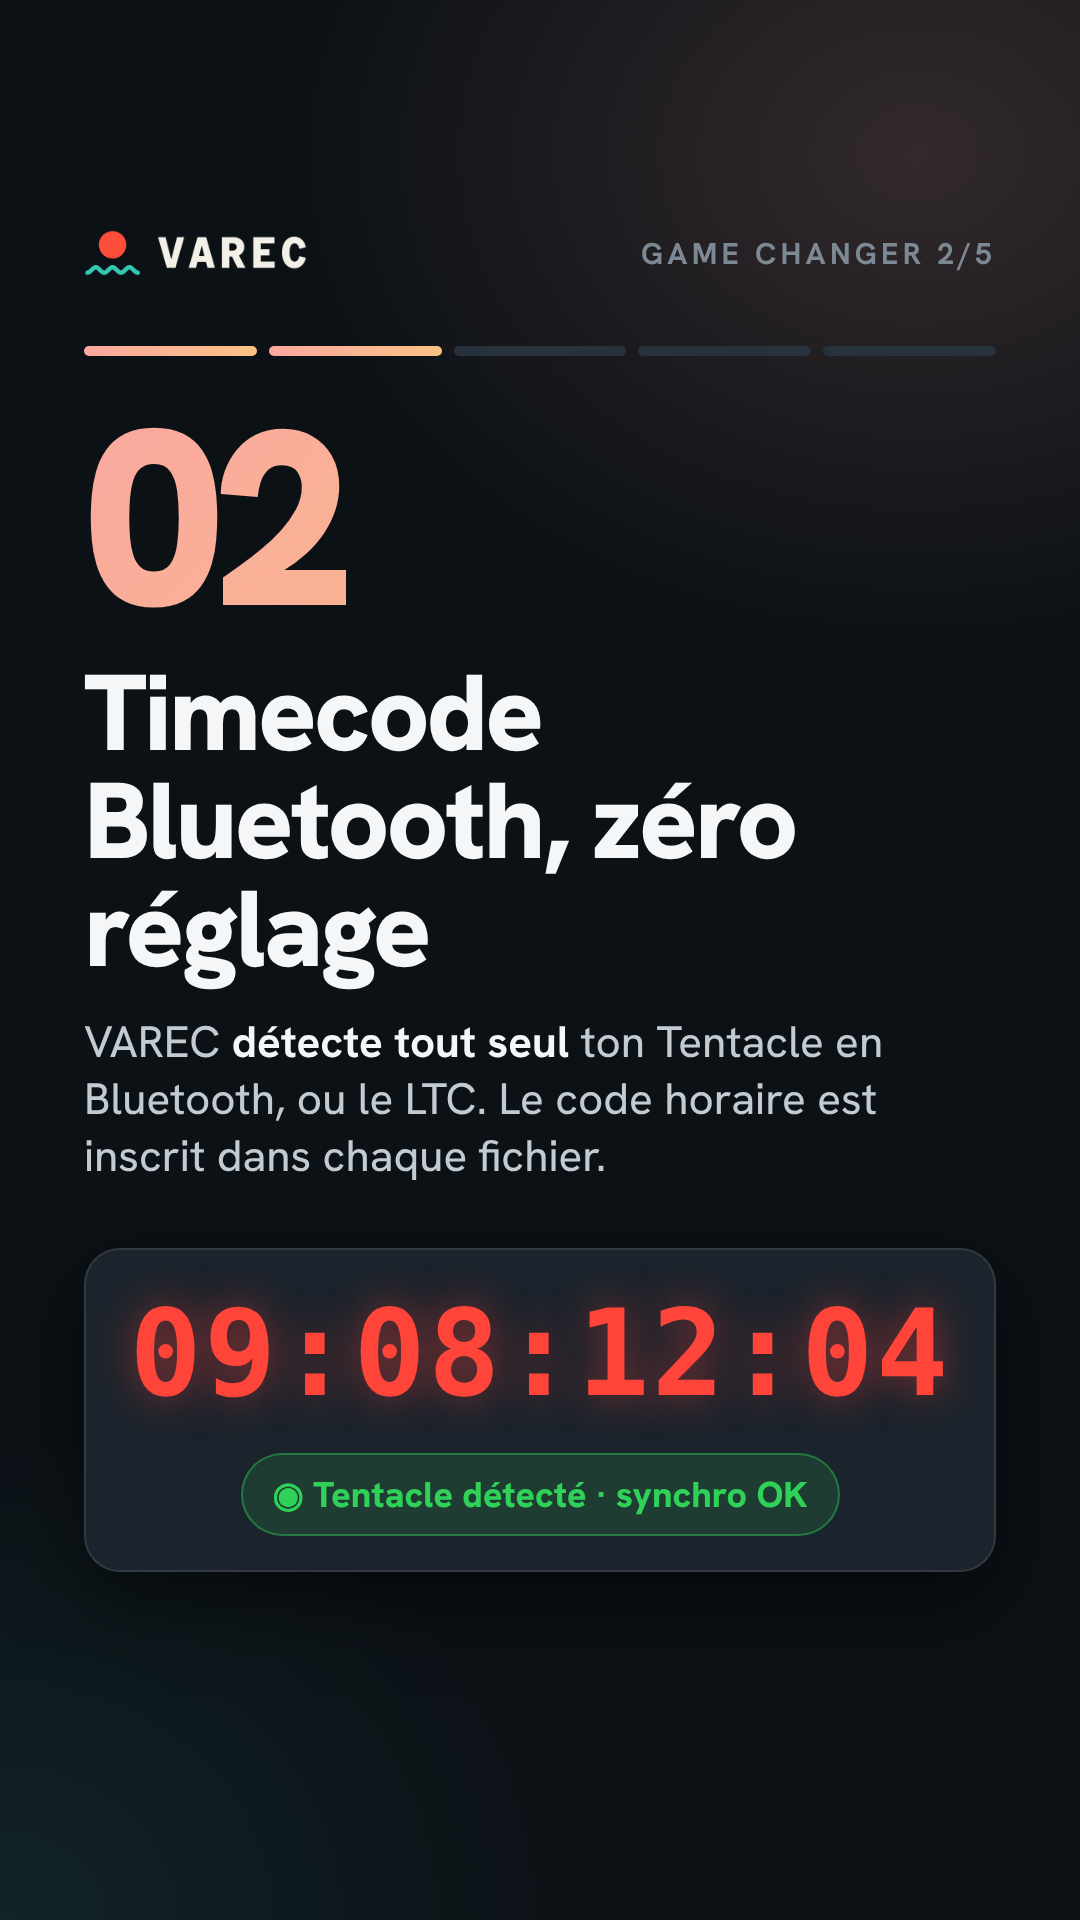 VAREC
GAME CHANGER 2/5
02
Timecode
Bluetooth, zéro
réglage
VAREC détecte tout seul ton Tentacle en
Bluetooth, ou le LTC. Le code horaire est
inscrit dans chaque fichier.
09:08:12:04
◉ Tentacle détecté · synchro OK